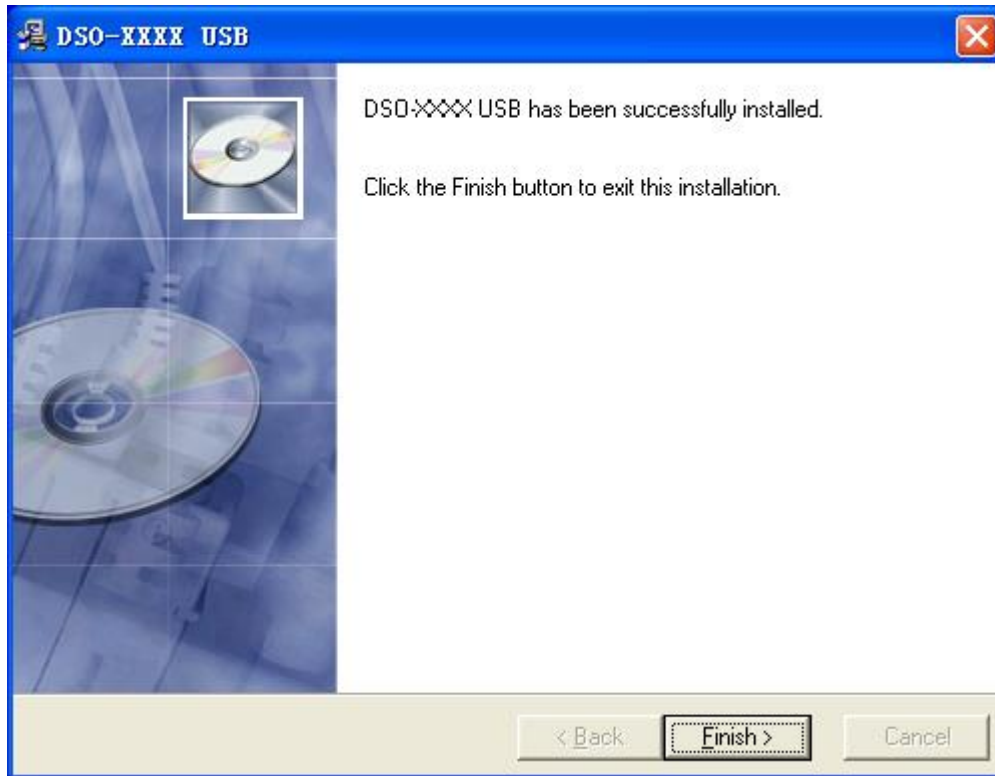 DSO-XXXX USB
DSO-XXXX USB has been successfully installed.
Click the Finish button to exit this installation.
< Back
Finish >
Cancel